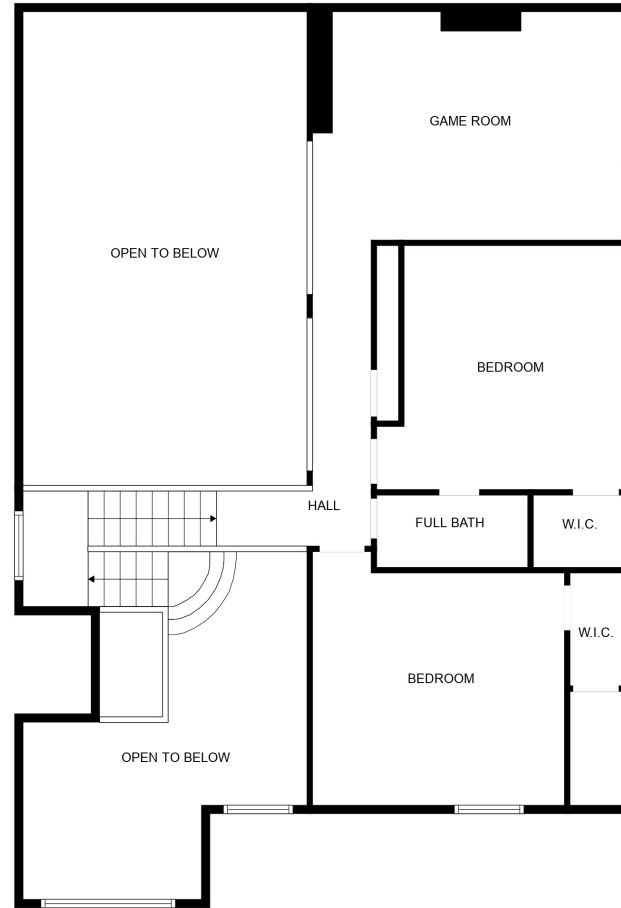 GAME ROOM
OPEN TO BELOW
BEDROOM
HALL
FULL BATH
W.I.C.
W.I.C.
BEDROOM
OPEN TO BELOW